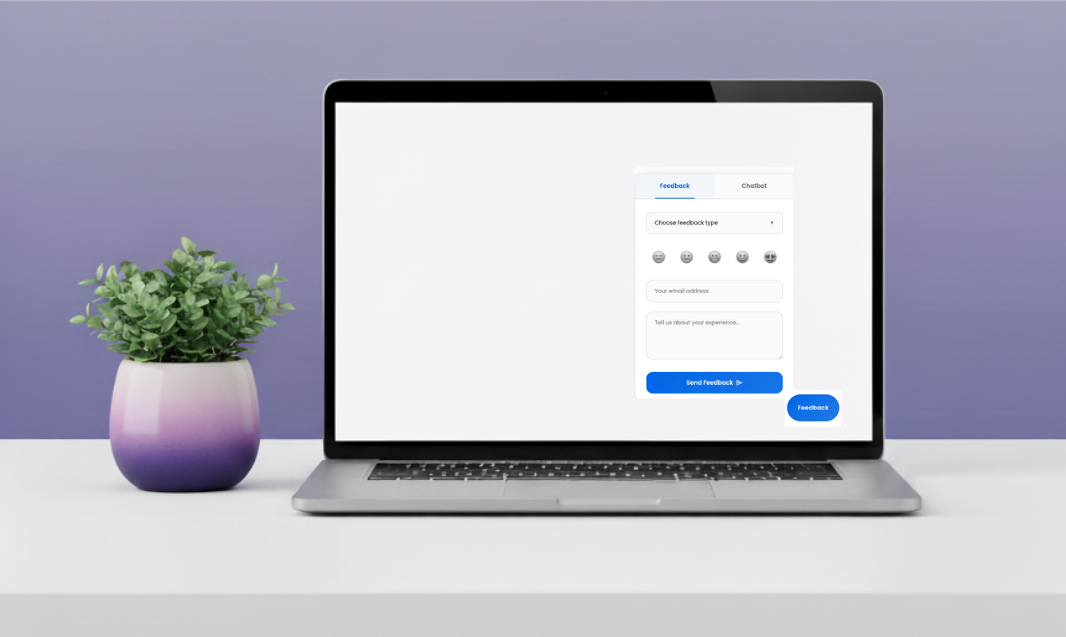 Feedback Chatbot
Choose feedback type
Your email address
Tell us about your experience...
Send Feedback
Feedback